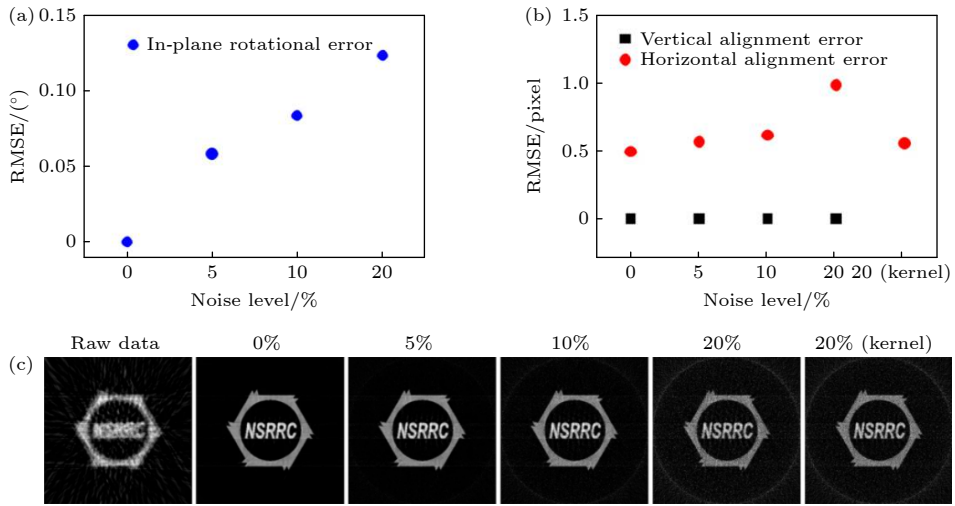 (a)
0.15
0.10
0.05
0
RMSE/(°)
In-plane rotational error
0 5 10 20
Noise level/%
(b)
1.5
1.0
0.5
0
RMSE/pixel
Vertical alignment error
Horizontal alignment error
0 5 10 20 20 (kernel)
Noise level/%
(c)
Raw data 0% 5% 10% 20% 20% (kernel)
NSRRC NSRRC NSRRC NSRRC NSRRC NSRRC